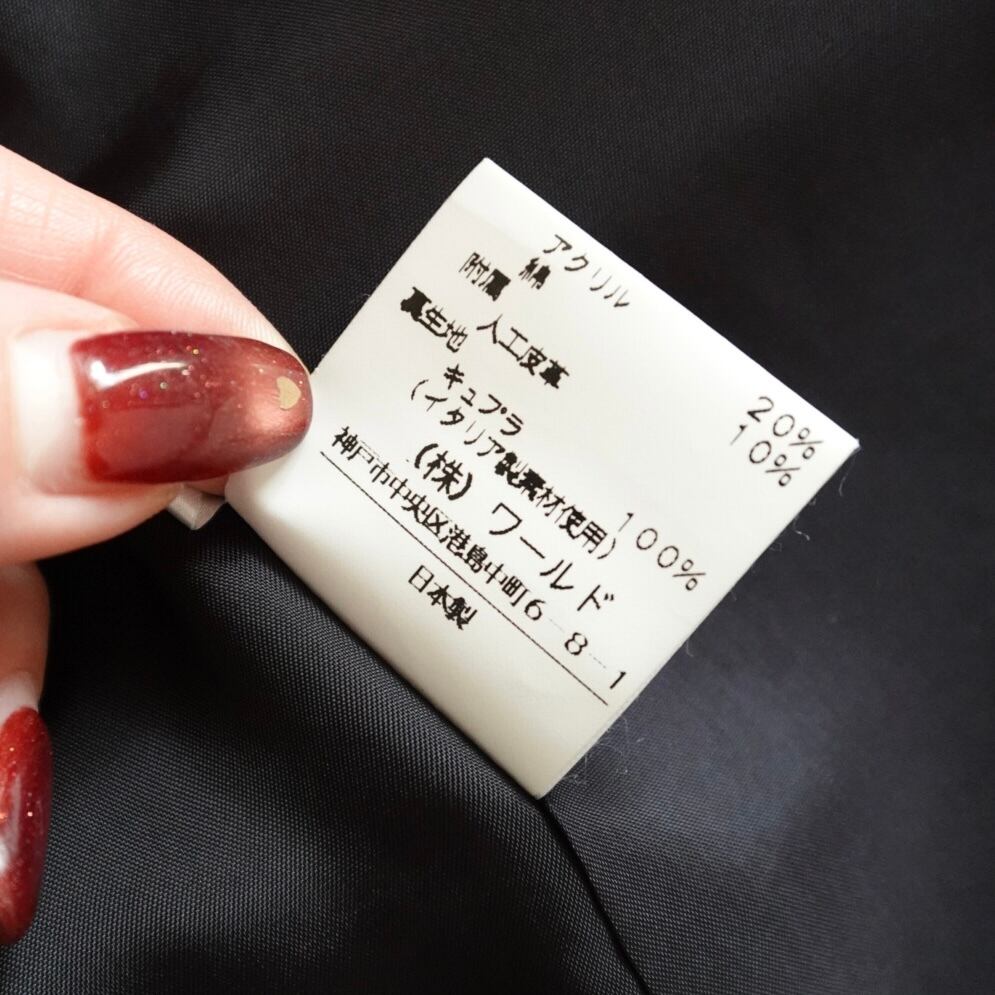 アクリル 20%
綿 10%
附属 人工皮革
裏生地
キュプラ 100%
(イタリア製素材使用)
(株) ワールド
神戸市中央区港島中町6-8-1
日本製